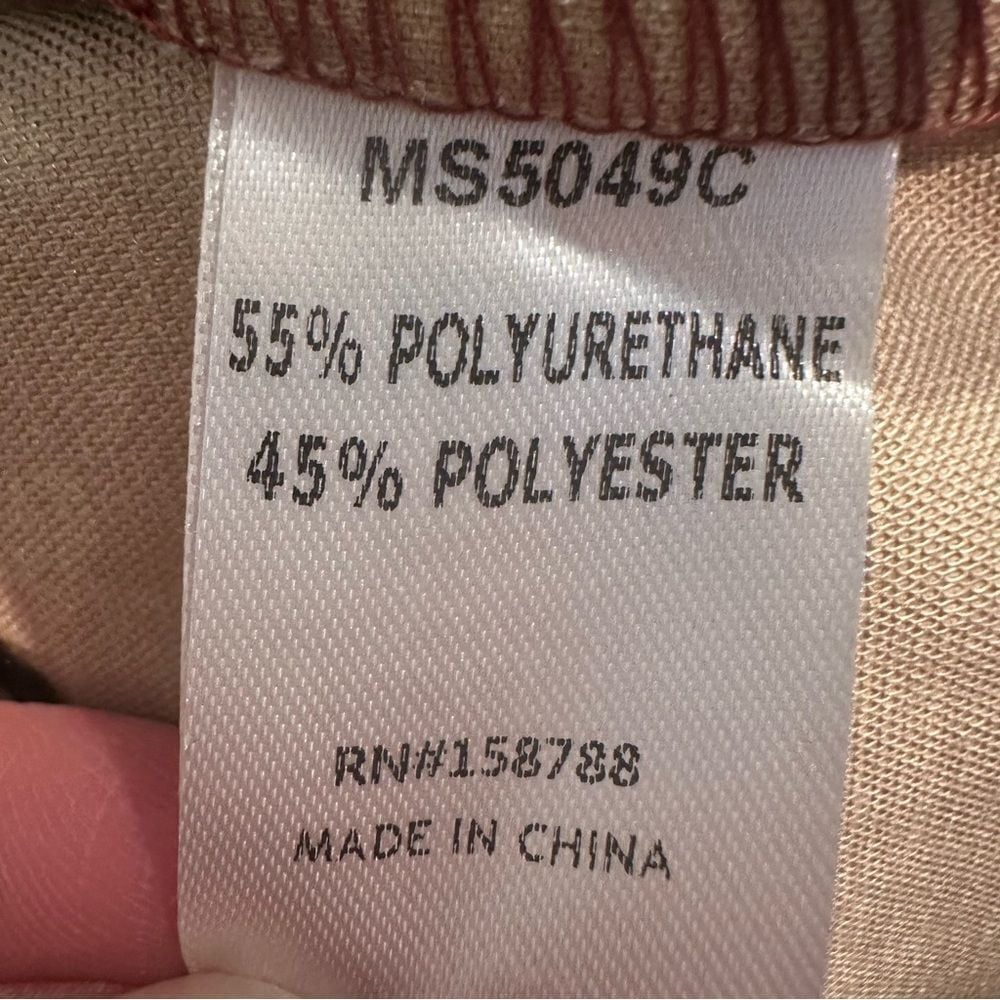 MS5049C
55% POLYURETHANE
45% POLYESTER
RN#158788
MADE IN CHINA